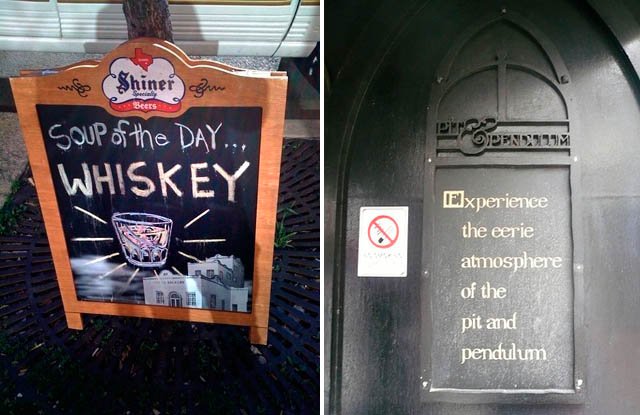 Shiner
Specialty
Beers
SOUP of the DAY...
WHISKEY
PIT & PENDULUM
Experience
the eerie
atmosphere
of the
pit and
pendulum